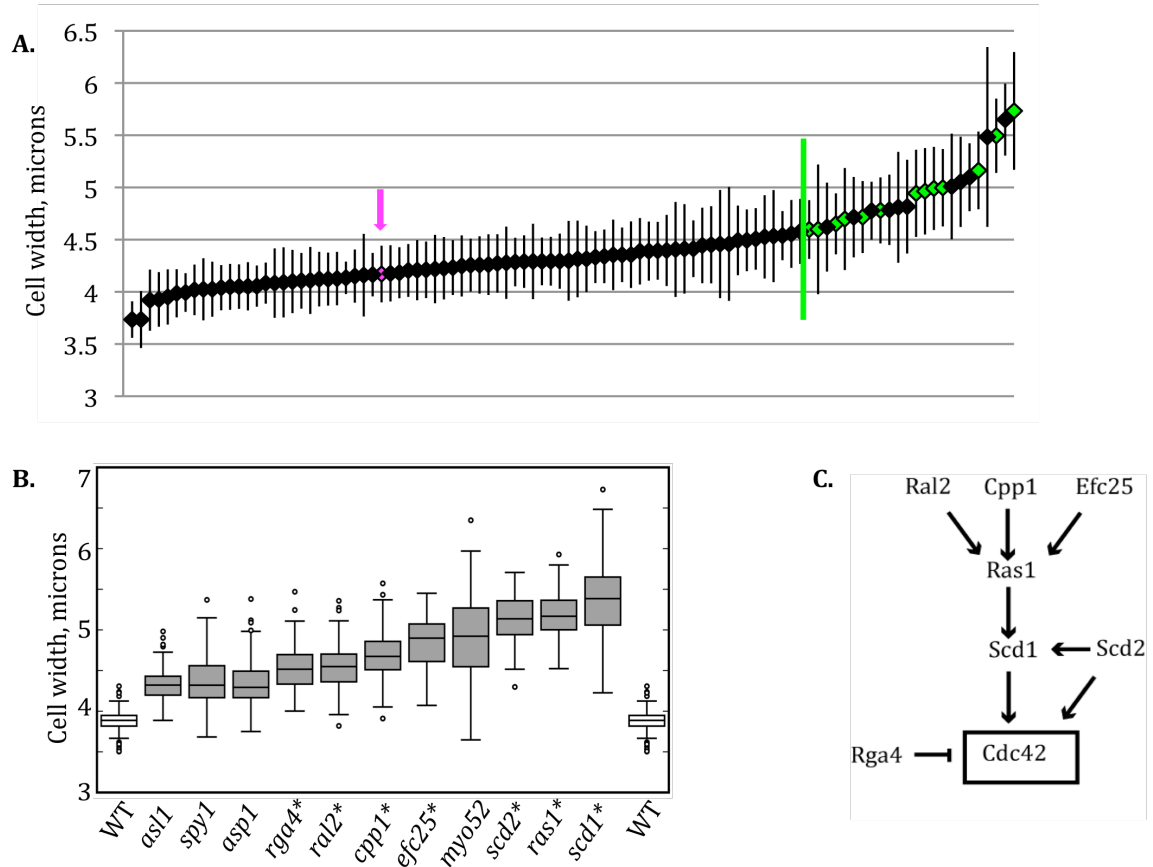 A.
Cell width, microns
6.5
6
5.5
5
4.5
4
3.5
3
B.
Cell width, microns
7
6
5
4
3
WT
asl1
spy1
asp1
rga4*
ral2*
cpp1*
efc25*
myo52
scd2*
ras1*
scd1*
WT
C.
Ral2 Cpp1 Efc25
Ras1
Scd1 Scd2
Rga4 Cdc42